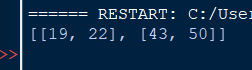 ====== RESTART: C:/User
[[19, 22], [43, 50]]
>>